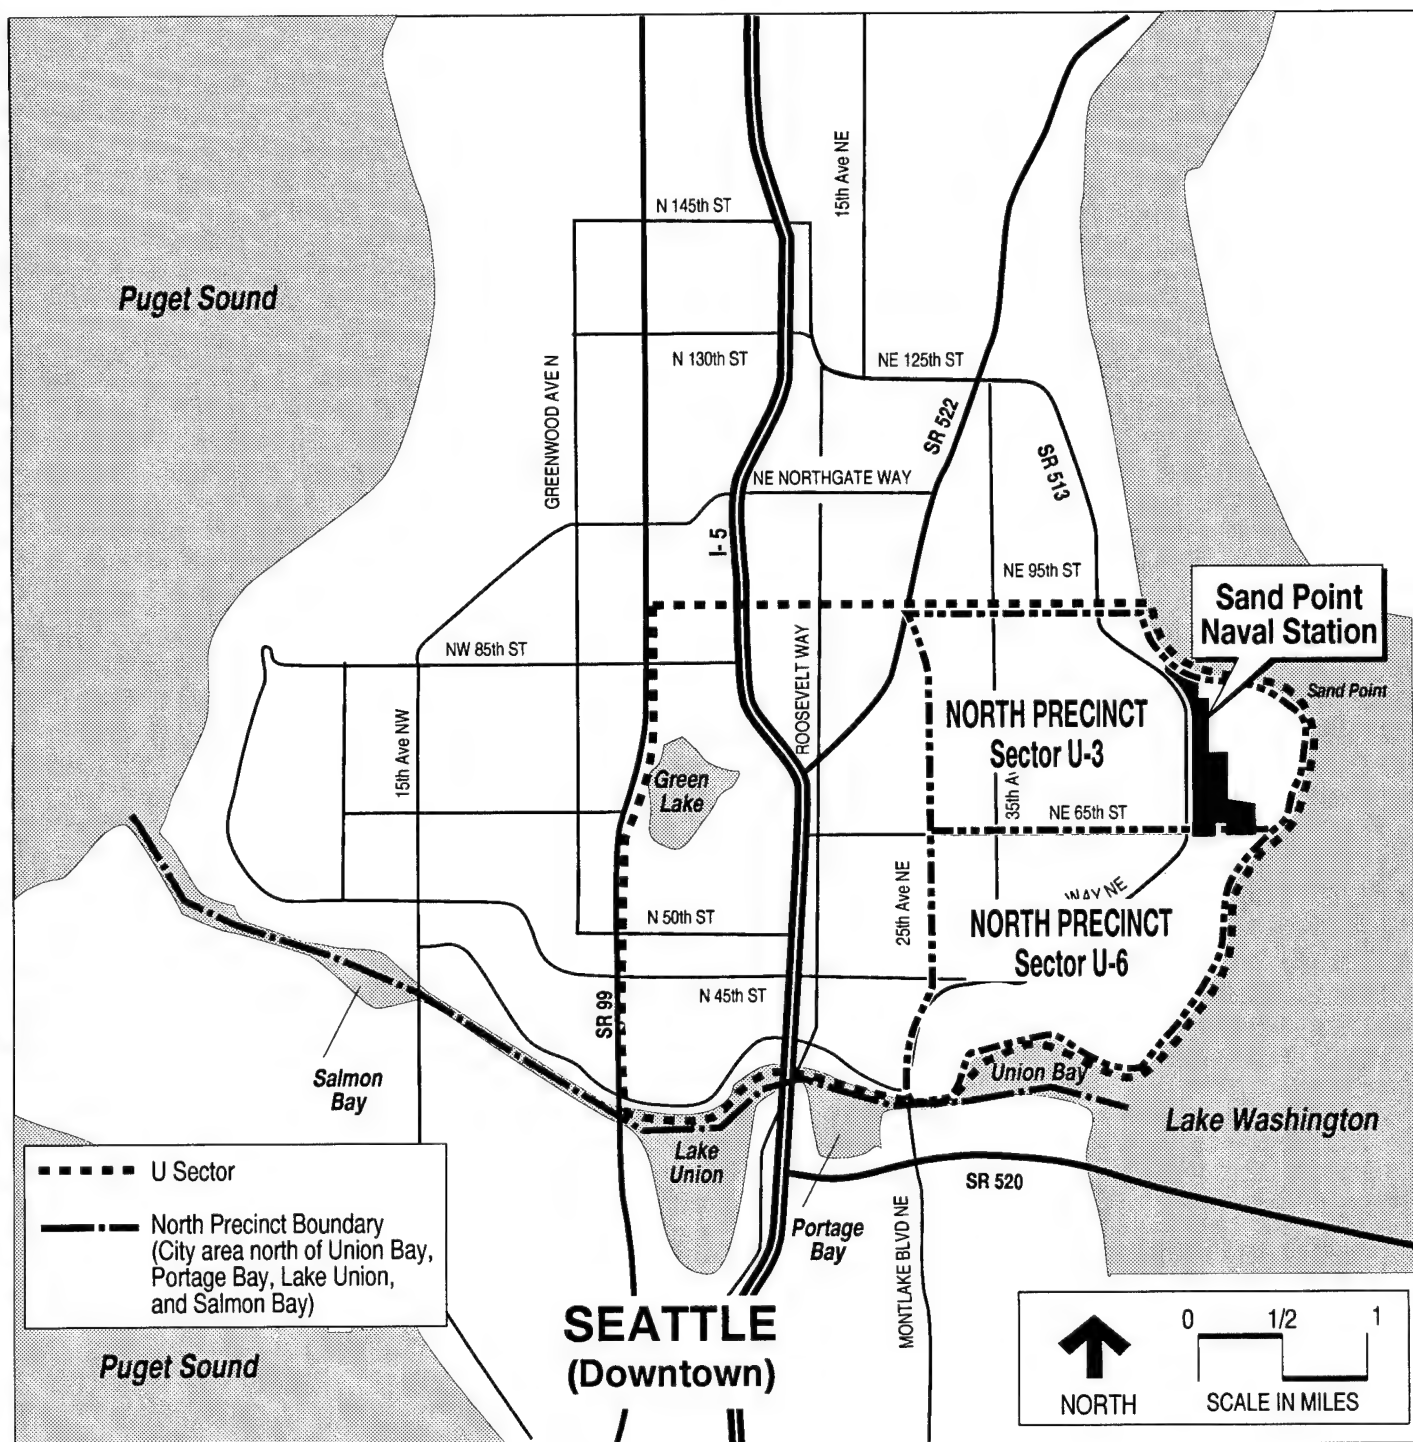 15th Ave NE
N 145th ST
Puget Sound
N 130th ST
NE 125th ST
GREENWOOD AVE N
SR 522
SR 513
NE NORTHGATE WAY
I-5
NE 95th ST
Sand Point
Naval Station
NW 85th ST
ROOSEVELT WAY
Sand Point
NORTH PRECINCT
Sector U-3
15th Ave NW
Green
Lake
35th
NE 65th ST
25th Ave NE
WAY NE
N 50th ST
NORTH PRECINCT
Sector U-6
N 45th ST
SR 99
Salmon
Bay
Union Bay
Lake Washington
Lake
Union
SR 520
Portage
Bay
MONTLAKE BLVD NE
U Sector
North Precinct Boundary
(City area north of Union Bay,
Portage Bay, Lake Union,
and Salmon Bay)
Puget Sound
SEATTLE
(Downtown)
NORTH
0 1/2 1
SCALE IN MILES